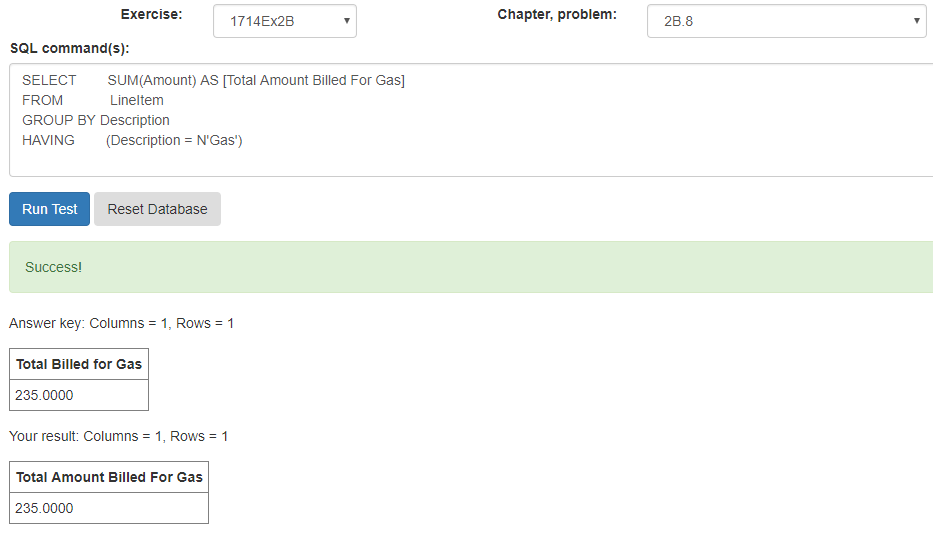 Exercise: 1714Ex2B Chapter, problem: 2B.8
SQL command(s):
SELECT SUM(Amount) AS [Total Amount Billed For Gas]
FROM LineItem
GROUP BY Description
HAVING (Description = N'Gas')
Run Test Reset Database
Success!
Answer key: Columns = 1, Rows = 1
Total Billed for Gas
235.0000
Your result: Columns = 1, Rows = 1
Total Amount Billed For Gas
235.0000